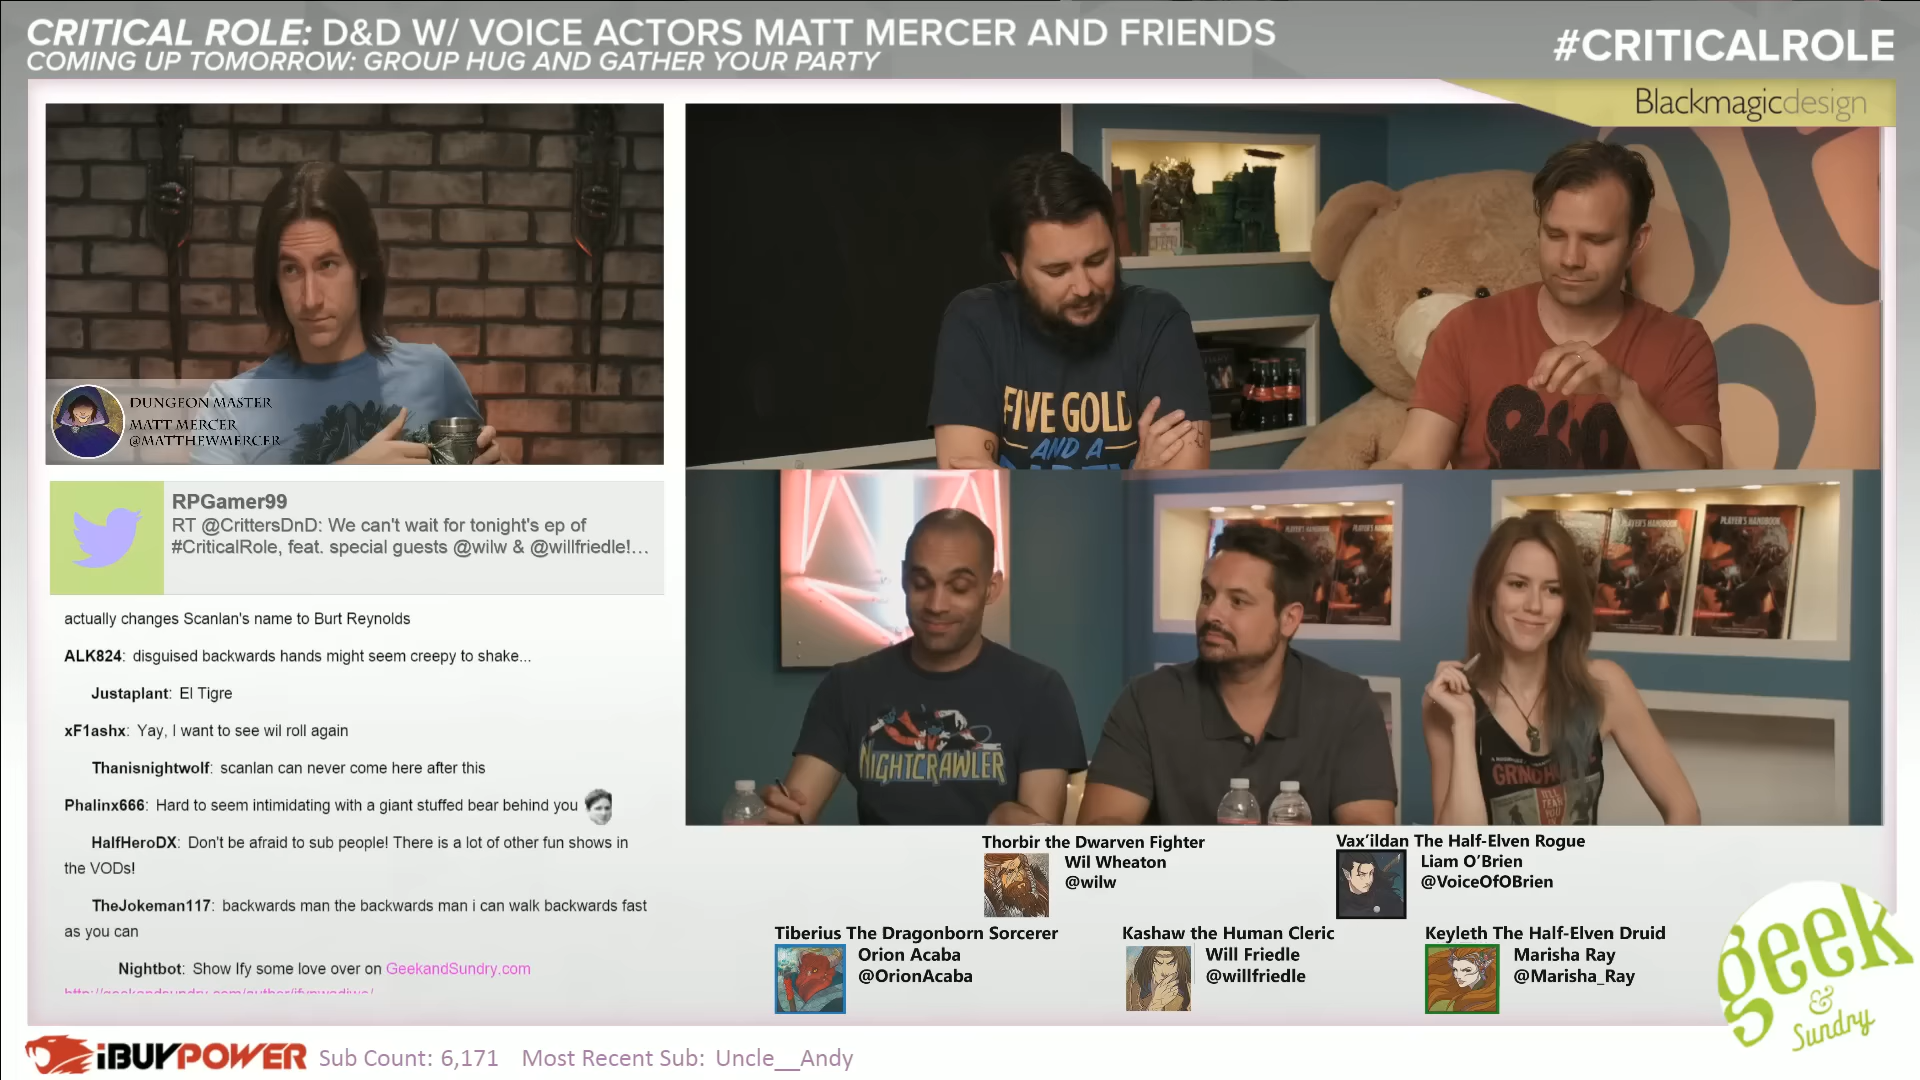 CRITICAL ROLE: D&D W/ VOICE ACTORS MATT MERCER AND FRIENDS
COMING UP TOMORROW: GROUP HUG AND GATHER YOUR PARTY
#CRITICALROLE
Blackmagicdesign
DUNGEON MASTER
MATT MERCER
@MATTHEWMERCER
FIVE GOLD
AND A
RPGamer99
RT @CrittersDnD: We can't wait for tonight's ep of
#CriticalRole, feat. special guests @wilw & @willfriedle!...
PLAYER'S HANDBOOK
PLAYER'S HANDBOOK
NIGHTCRAWLER
actually changes Scanlan's name to Burt Reynolds
ALK824: disguised backwards hands might seem creepy to shake...
Justaplant: El Tigre
xF1ashx: Yay, I want to see wil roll again
Thanisnightwolf: scanlan can never come here after this
Phalinx666: Hard to seem intimidating with a giant stuffed bear behind you
HalfHeroDX: Don't be afraid to sub people! There is a lot of other fun shows in
the VODs!
TheJokeman117: backwards man the backwards man i can walk backwards fast
as you can
Nightbot: Show Ify some love over on GeekandSundry.com
Thorbir the Dwarven Fighter
Wil Wheaton
@wilw
Vax'ildan The Half-Elven Rogue
Liam O'Brien
@VoiceOfOBrien
Tiberius The Dragonborn Sorcerer
Orion Acaba
@OrionAcaba
Kashaw the Human Cleric
Will Friedle
@willfriedle
Keyleth The Half-Elven Druid
Marisha Ray
@Marisha_Ray
geek
&
Sundry
iBUYPOWER Sub Count: 6,171 Most Recent Sub: Uncle__Andy